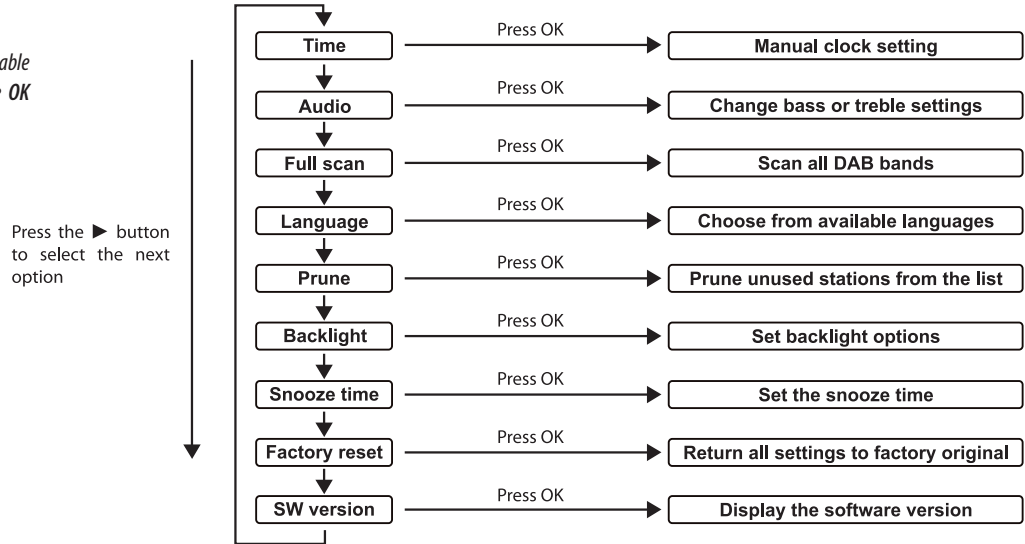 able
OK
Press the ► button
to select the next
option
Time
Press OK
Manual clock setting
Audio
Press OK
Change bass or treble settings
Full scan
Press OK
Scan all DAB bands
Language
Press OK
Choose from available languages
Prune
Press OK
Prune unused stations from the list
Backlight
Press OK
Set backlight options
Snooze time
Press OK
Set the snooze time
Factory reset
Press OK
Return all settings to factory original
SW version
Press OK
Display the software version